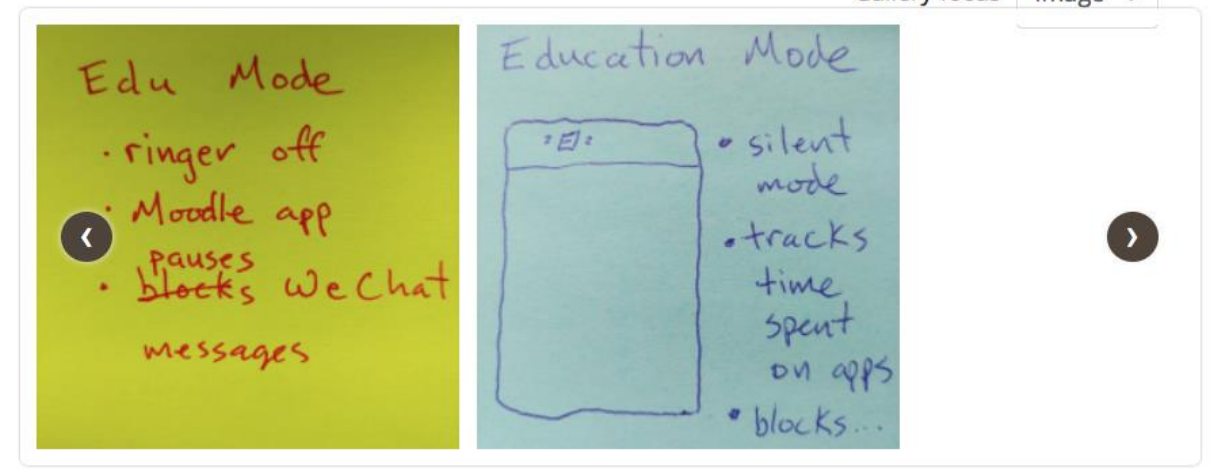 Edu Mode
· ringer off
· Moodle app
pauses
· blocks WeChat
messages
Education Mode
E
• silent
mode
• tracks
time
spent
on apps
• blocks...